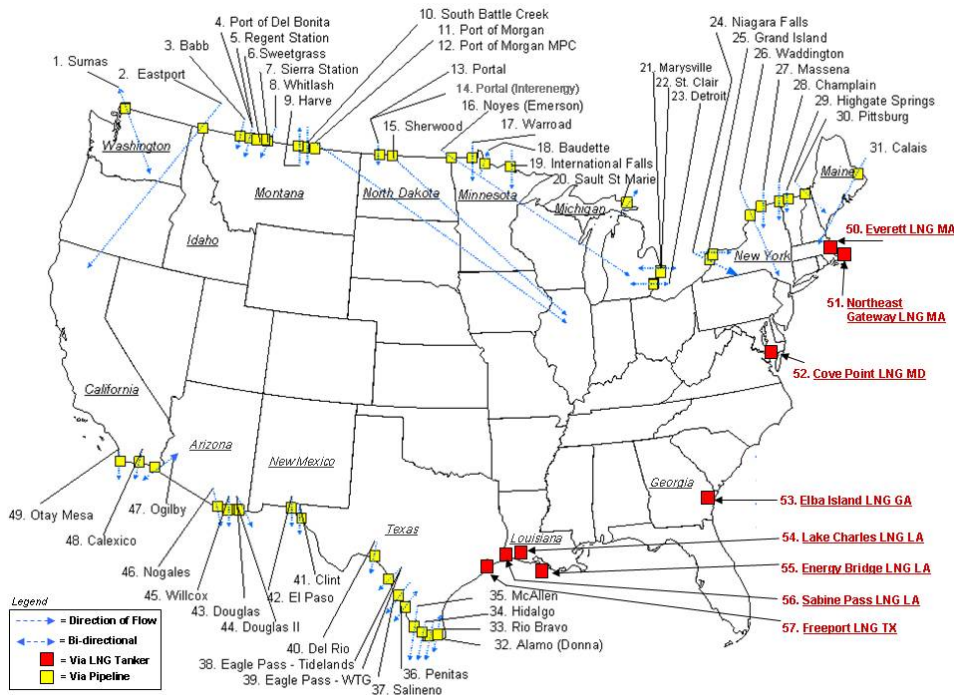 1. Sumas
2. Eastport
3. Babb
4. Port of Del Bonita
5. Regent Station
6. Sweetgrass
7. Sierra Station
8. Whitlash
9. Harve
10. South Battle Creek
11. Port of Morgan
12. Port of Morgan MPC
13. Portal
14. Portal (Interenergy)
15. Sherwood
16. Noyes (Emerson)
17. Warroad
18. Baudette
19. International Falls
20. Sault St Marie
21. Marysville
22. St. Clair
23. Detroit
24. Niagara Falls
25. Grand Island
26. Waddington
27. Massena
28. Champlain
29. Highgate Springs
30. Pittsburg
31. Calais
Washington
Idaho
Montana
North Dakota
Minnesota
Michigan
New York
Maine
California
Arizona
New Mexico
Texas
Louisiana
Georgia
50. Everett LNG MA
51. Northeast
Gateway LNG MA
52. Cove Point LNG MD
53. Elba Island LNG GA
54. Lake Charles LNG LA
55. Energy Bridge LNG LA
56. Sabine Pass LNG LA
57. Freeport LNG TX
49. Otay Mesa
48. Calexico
47. Ogilby
46. Nogales
45. Willcox
43. Douglas
44. Douglas II
42. El Paso
41. Clint
40. Del Rio
38. Eagle Pass - Tidelands
39. Eagle Pass - WTG
37. Salineno
36. Penitas
35. McAllen
34. Hidalgo
33. Rio Bravo
32. Alamo (Donna)
Legend
= Direction of Flow
= Bi-directional
= Via LNG Tanker
= Via Pipeline